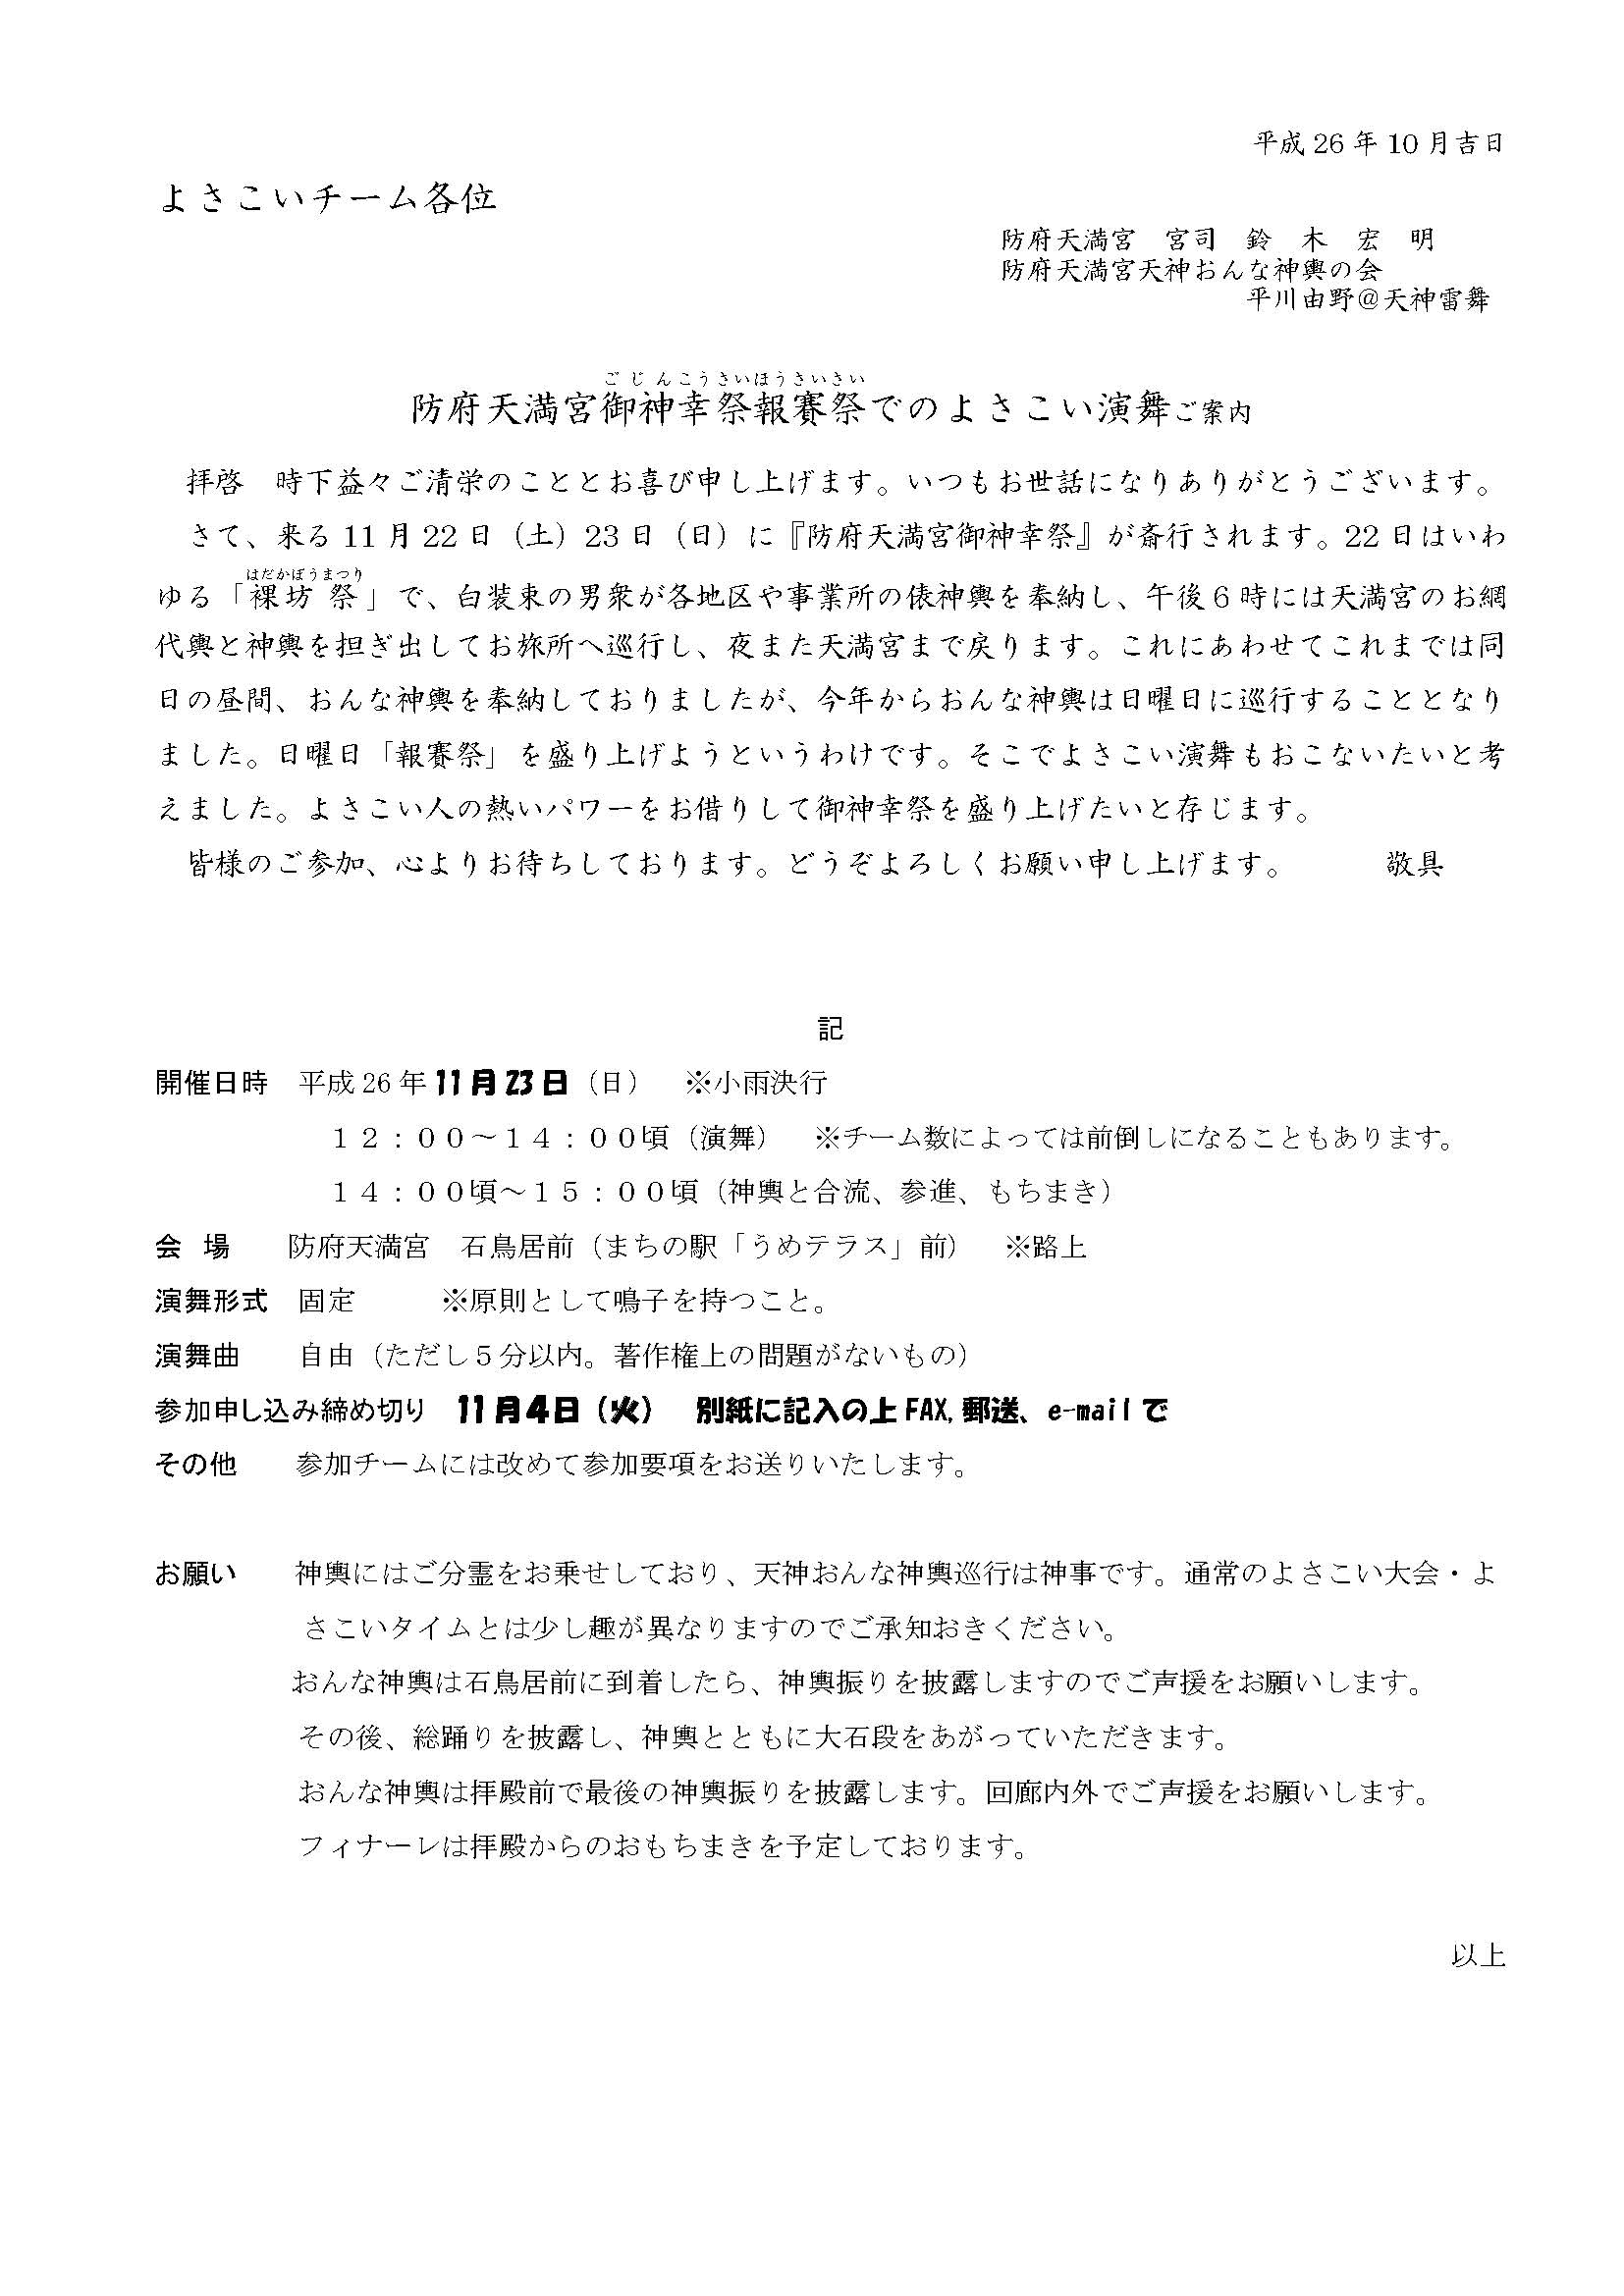 平成 26 年 10 月吉日
よさこいチーム各位
防府天満宮　宮司　鈴　木　宏　明
防府天満宮天神おんな神輿の会
平川由野＠天神雷舞
ごじんこうさいほうさいさい
防府天満宮御神幸祭報賽祭でのよさこい演舞ご案内
拝啓　時下益々ご清栄のこととお喜び申し上げます。いつもお世話になりありがとうございます。
さて、来る 11 月 22 日（土）23 日（日）に『防府天満宮御神幸祭』が斎行されます。22 日はいわ
はだかぼうまつり
ゆる「裸坊祭」で、白装束の男衆が各地区や事業所の俵神輿を奉納し、午後 6 時には天満宮のお網
代輿と神輿を担ぎ出してお旅所へ巡行し、夜また天満宮まで戻ります。これにあわせてこれまでは同
日の昼間、おんな神輿を奉納しておりましたが、今年からおんな神輿は日曜日に巡行することとなり
ました。日曜日「報賽祭」を盛り上げようというわけです。そこでよさこい演舞もおこないたいと考
えました。よさこい人の熱いパワーをお借りして御神幸祭を盛り上げたいと存じます。
皆様のご参加、心よりお待ちしております。どうぞよろしくお願い申し上げます。　　　敬具
記
開催日時　平成 26 年 11 月 23 日（日）　※小雨決行
１２：００～１４：００頃（演舞）　※チーム数によっては前倒しになることもあります。
１４：００頃～１５：００頃（神輿と合流、参進、もちまき）
会　場　　防府天満宮　石鳥居前（まちの駅「うめテラス」前）　※路上
演舞形式　固定　　　※原則として鳴子を持つこと。
演舞曲　　自由（ただし５分以内。著作権上の問題がないもの）
参加申し込み締め切り　11 月 4 日（火）　別紙に記入の上 FAX, 郵送、e-mail で
その他　　参加チームには改めて参加要項をお送りいたします。
お願い　　神輿にはご分霊をお乗せしており、天神おんな神輿巡行は神事です。通常のよさこい大会・よ
さこいタイムとは少し趣が異なりますのでご承知おきください。
おんな神輿は石鳥居前に到着したら、神輿振りを披露しますのでご声援をお願いします。
その後、総踊りを披露し、神輿とともに大石段をあがっていただきます。
おんな神輿は拝殿前で最後の神輿振りを披露します。回廊内外でご声援をお願いします。
フィナーレは拝殿からのおもちまきを予定しております。
以上